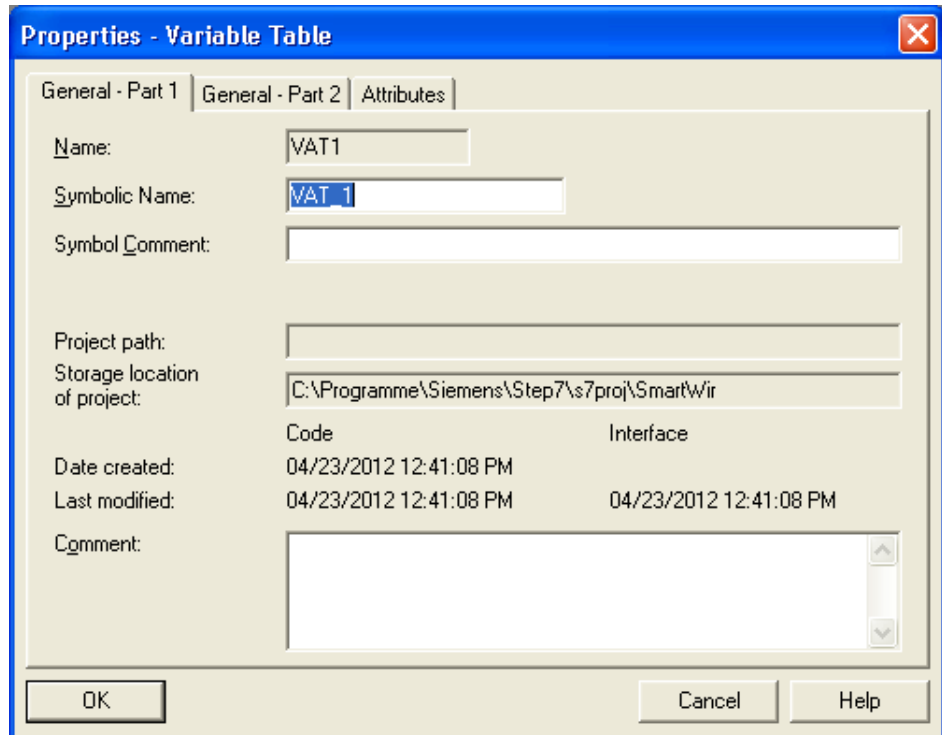 Properties - Variable Table
General - Part 1 General - Part 2 Attributes
Name: VAT1
Symbolic Name: VAT_1
Symbol Comment:
Project path:
Storage location
of project: C:\Programme\Siemens\Step7\s7proj\SmartWir
Code Interface
Date created: 04/23/2012 12:41:08 PM
Last modified: 04/23/2012 12:41:08 PM 04/23/2012 12:41:08 PM
Comment:
OK Cancel Help